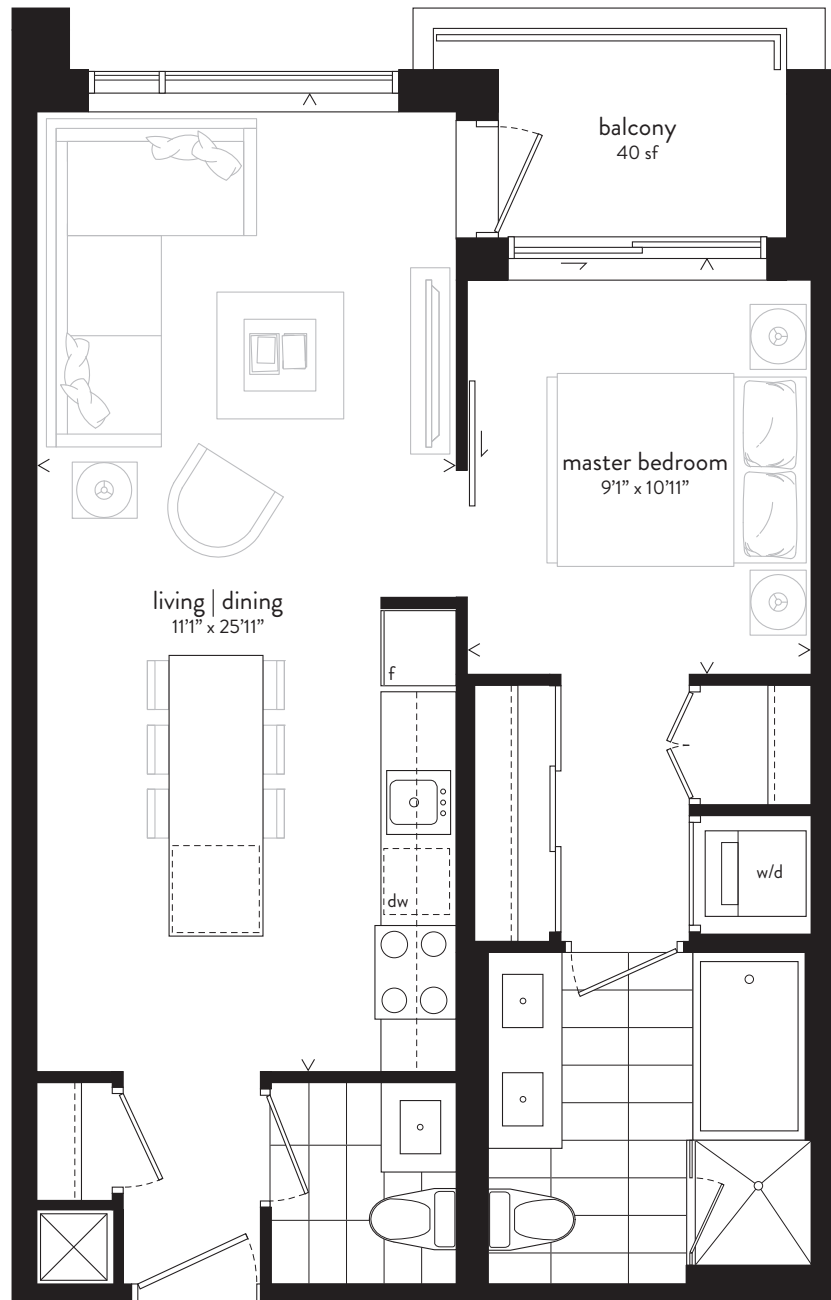 balcony
40 sf
master bedroom
9'1” x 10'11”
living | dining
11'1” x 25'11”
f
dw
w/d